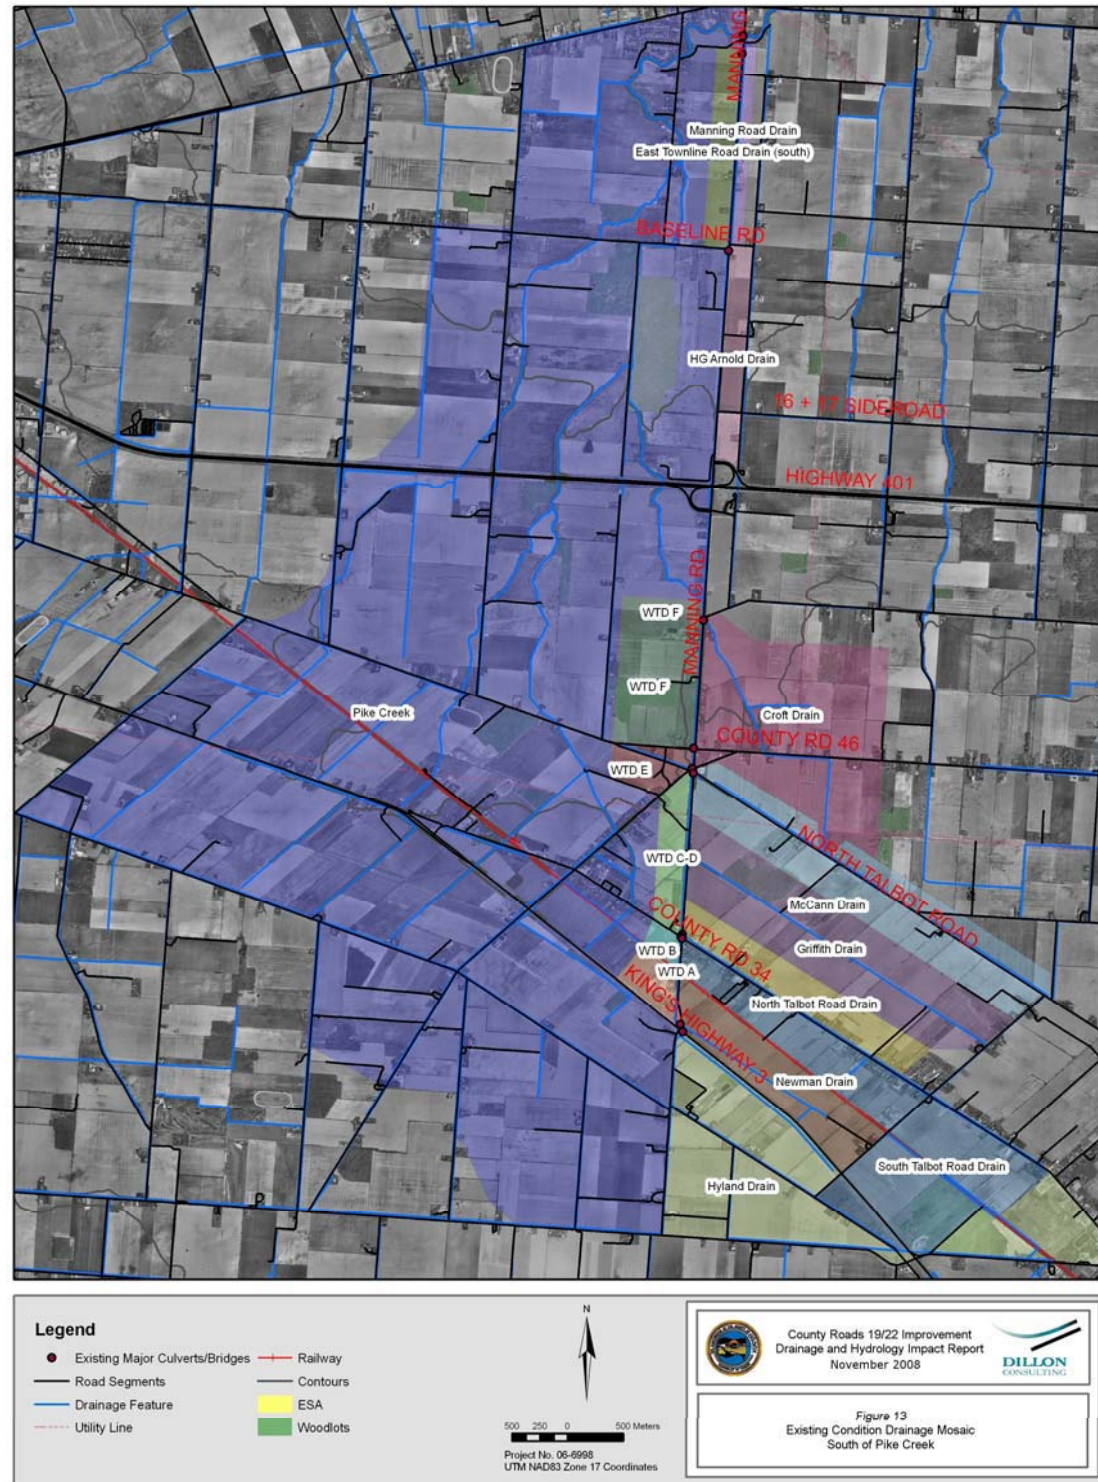 MANNING
Manning Road Drain
East Townline Road Drain (south)
BASELINE RD
HG Arnold Drain
16 + 17 SIDEROAD
HIGHWAY 401
MANNING RD
WTD F
WTD F
Pike Creek
Croft Drain
COUNTY RD 46
WTD E
NORTH TALBOT ROAD
WTD C-D
McCann Drain
COUNTY RD 34
Griffith Drain
WTD B
WTD A
North Talbot Road Drain
KING'S HIGHWAY 3
Newman Drain
South Talbot Road Drain
Hyland Drain
Legend
Existing Major Culverts/Bridges
Road Segments
Drainage Feature
Utility Line
Railway
Contours
ESA
Woodlots
N
500 250 0 500 Meters
Project No. 06-6998
UTM NAD83 Zone 17 Coordinates
County Roads 19/22 Improvement
Drainage and Hydrology Impact Report
November 2008
DILLON
CONSULTING
Figure 13
Existing Condition Drainage Mosaic
South of Pike Creek